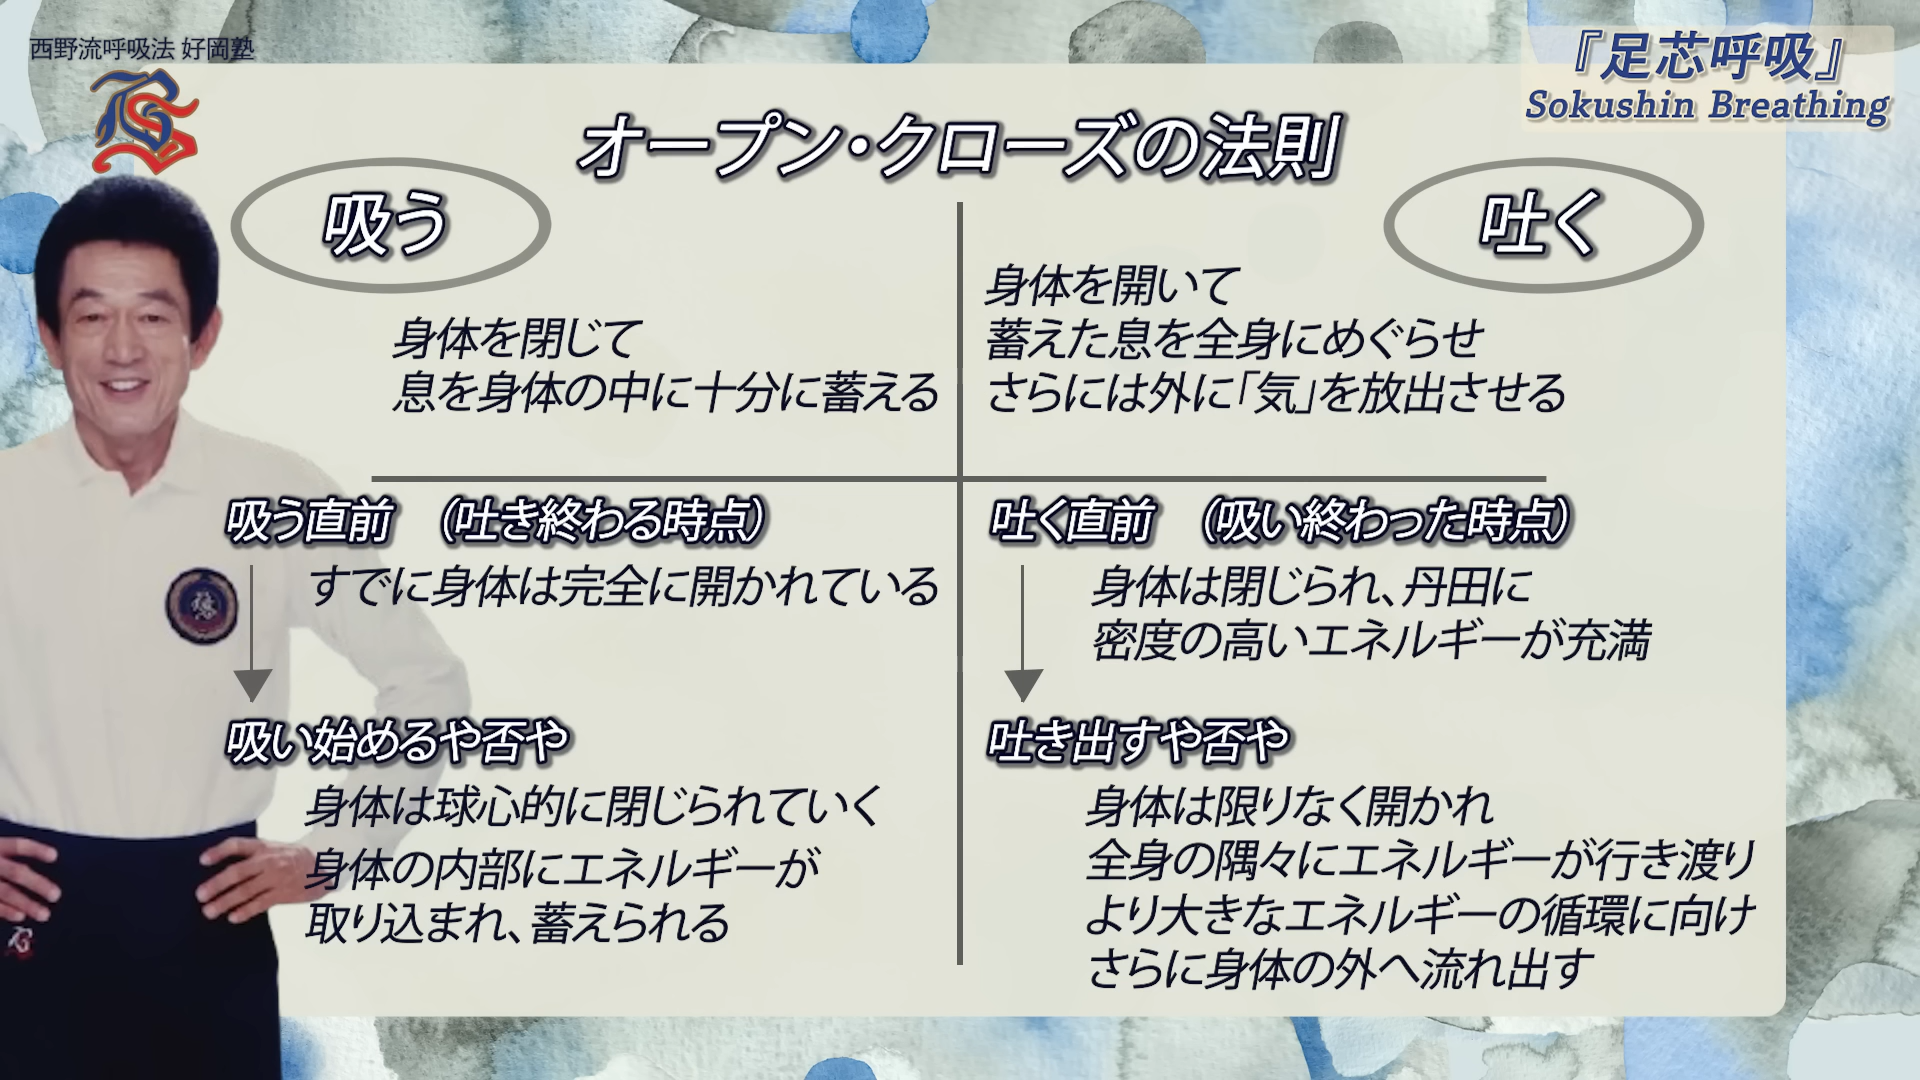 西野流呼吸法 好岡塾
『足芯呼吸』
Sokushin Breathing
オープン・クローズの法則
吸う
身体を閉じて
息を身体の中に十分に蓄える
吐く
身体を開いて
蓄えた息を全身にめぐらせ
さらには外に｢気｣を放出させる
吸う直前 （吐き終わる時点）
すでに身体は完全に開かれている
吸い始めるや否や
身体は球心的に閉じられていく
身体の内部にエネルギーが
取り込まれ、蓄えられる
吐く直前 （吸い終わった時点）
身体は閉じられ、丹田に
密度の高いエネルギーが充満
吐き出すや否や
身体は限りなく開かれ
全身の隅々にエネルギーが行き渡り
より大きなエネルギーの循環に向け
さらに身体の外へ流れ出す